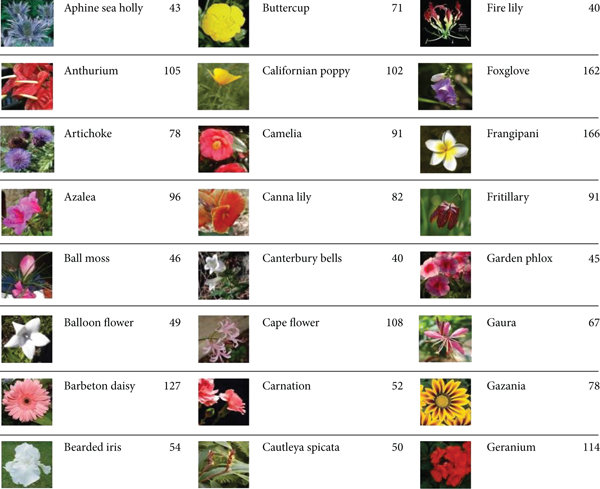 Aphine sea holly 43 Buttercup 71 Fire lily 40
Anthurium 105 Californian poppy 102 Foxglove 162
Artichoke 78 Camelia 91 Frangipani 166
Azalea 96 Canna lily 82 Fritillary 91
Ball moss 46 Canterbury bells 40 Garden phlox 45
Balloon flower 49 Cape flower 108 Gaura 67
Barbeton daisy 127 Carnation 52 Gazania 78
Bearded iris 54 Cautleya spicata 50 Geranium 114